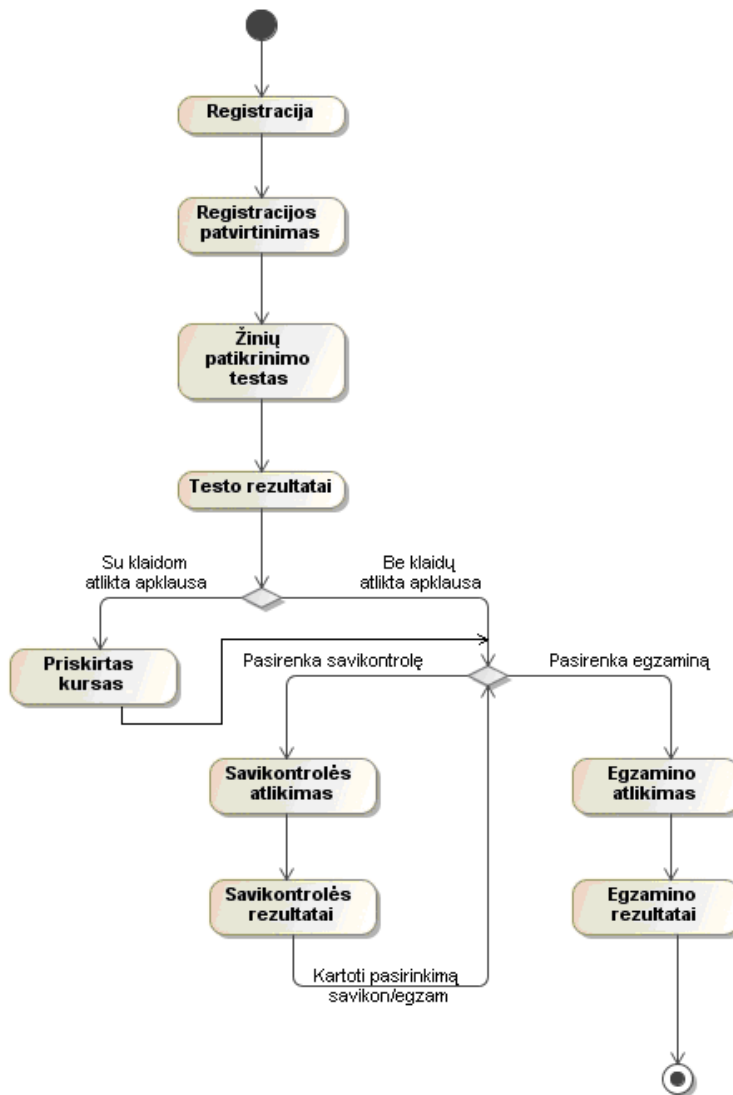 Registracija
Registracijos
patvirtinimas
Žinių
patikrinimo
testas
Testo rezultatai
Su klaidom
atlikta apklausa
Be klaidų
atlikta apklausa
Priskirtas
kursas
Pasirenka savikontrolę
Pasirenka egzaminą
Savikontrolės
atlikimas
Egzamino
atlikimas
Savikontrolės
rezultatai
Egzamino
rezultatai
Kartoti pasirinkimą
savikon/egzam